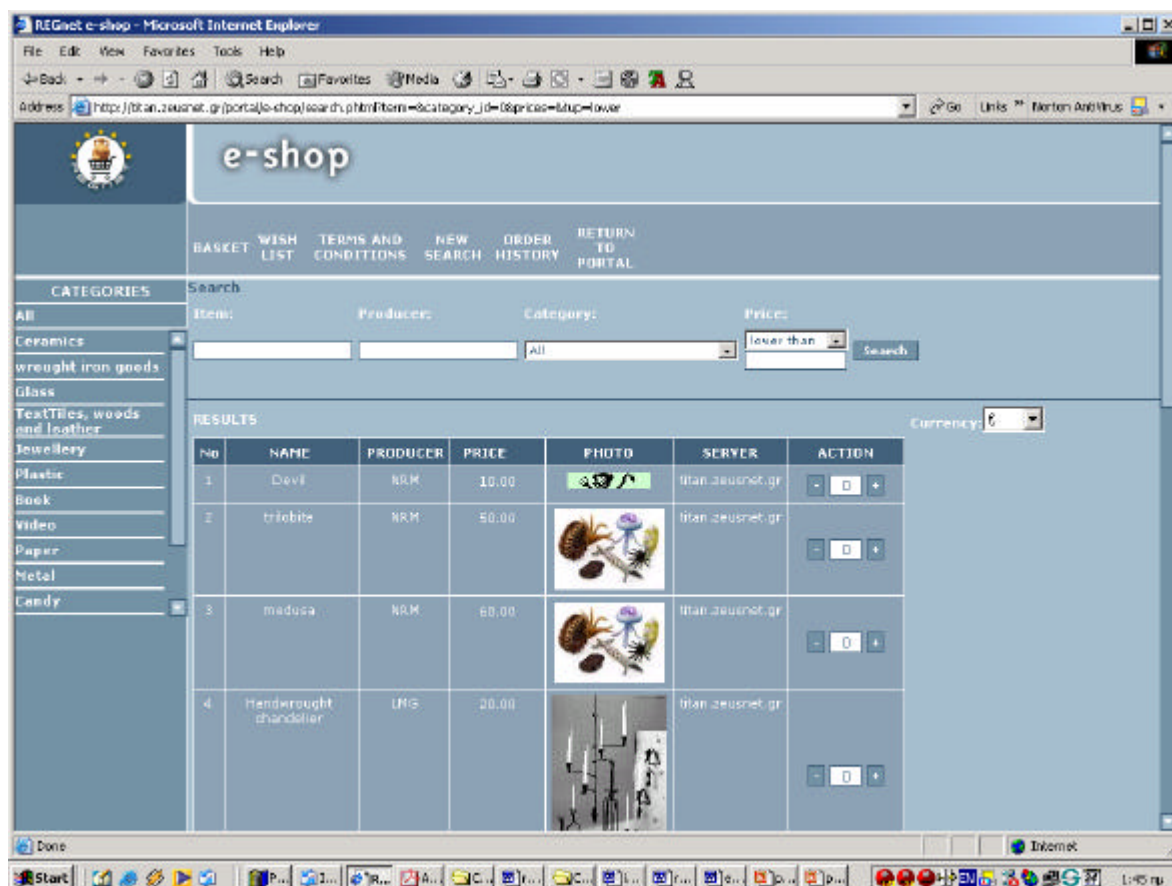 REGnet e-shop - Microsoft Internet Explorer
File Edit View Favorites Tools Help
Back Search Favorites Media
Address http://titan.zeusnet.gr/portal/e-shop/search.phtml?item=&category_id=0&prices=&up=lower Go Links Norton AntiVirus
e-shop
BASKET
WISH LIST
TERMS AND CONDITIONS
NEW SEARCH
ORDER HISTORY
RETURN TO PORTAL
CATEGORIES
All
Ceramics
wrought iron goods
Glass
TextTiles, woods
and leather
Jewellery
Plastic
Book
Video
Paper
Metal
Candy
Search
Item: Producer: Category: Price:
All lower than Search
RESULTS Currency: €
No NAME PRODUCER PRICE PHOTO SERVER ACTION
1 Devil NRM 10.00 titan.zeusnet.gr - 0 +
2 trilobite NRM 50.00 titan.zeusnet.gr - 0 +
3 medusa NRM 60.00 titan.zeusnet.gr - 0 +
4 Handwrought LMG 20.00 titan.zeusnet.gr - 0 +
chandelier
Done Internet
Start P... I... R... A... C... r... C... i... r... e... p... p... EN 1:45 πμ